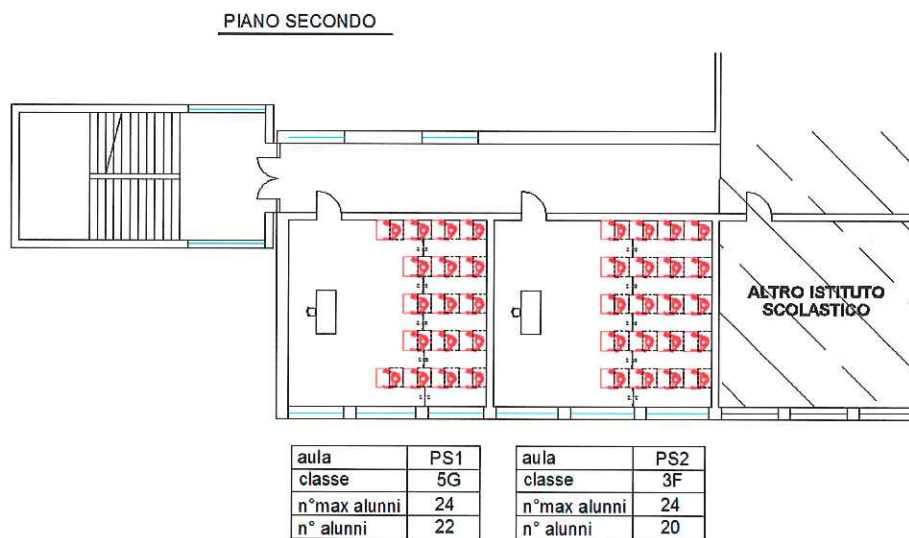 PIANO SECONDO
ALTRO ISTITUTO
SCOLASTICO
aula PS1
classe 5G
n°max alunni 24
n° alunni 22
aula PS2
classe 3F
n°max alunni 24
n° alunni 20